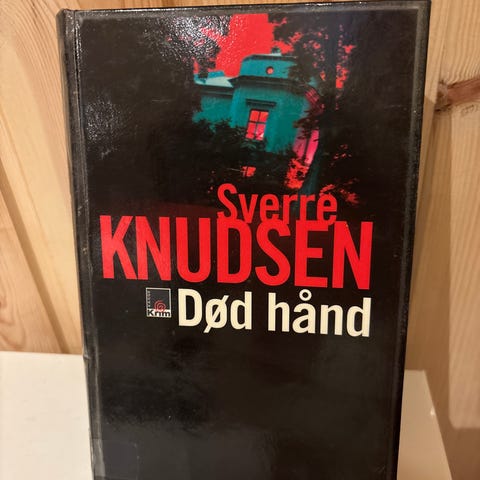 Sverre
KNUDSEN
Krim
Død hånd